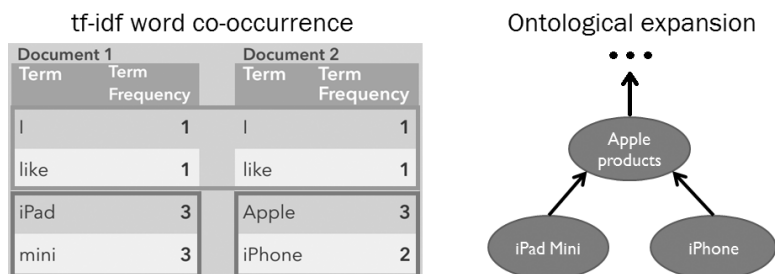 tf-idf word co-occurrence
Document 1 Document 2
Term Term Frequency Term Term Frequency
I 1 I 1
like 1 like 1
iPad 3 Apple 3
mini 3 iPhone 2
Ontological expansion
•••
Apple
products
iPad Mini iPhone